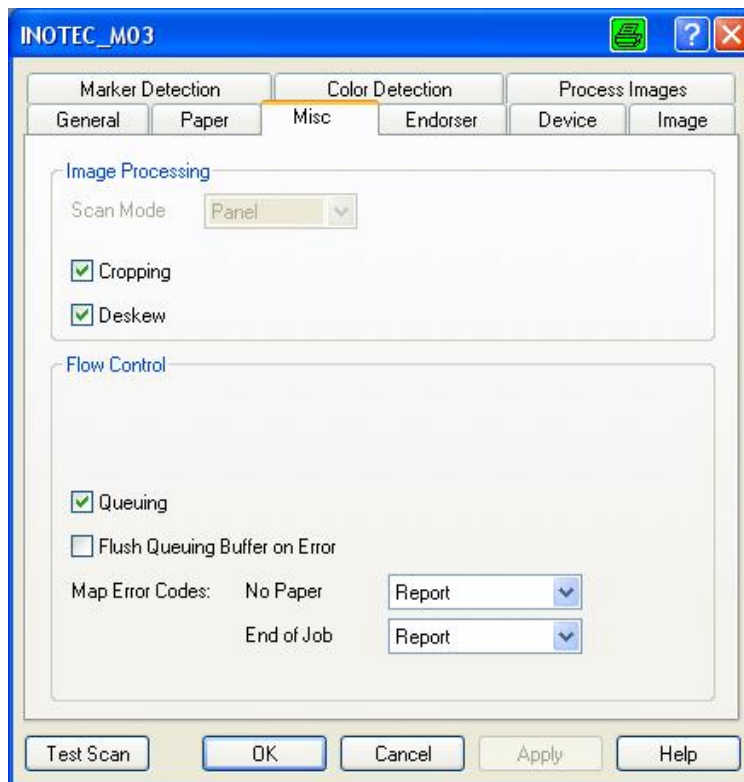 INOTEC_M03
Marker Detection Color Detection Process Images
General Paper Misc Endorser Device Image
Image Processing
Scan Mode Panel
Cropping
Deskew
Flow Control
Queuing
Flush Queuing Buffer on Error
Map Error Codes: No Paper Report
End of Job Report
Test Scan OK Cancel Apply Help